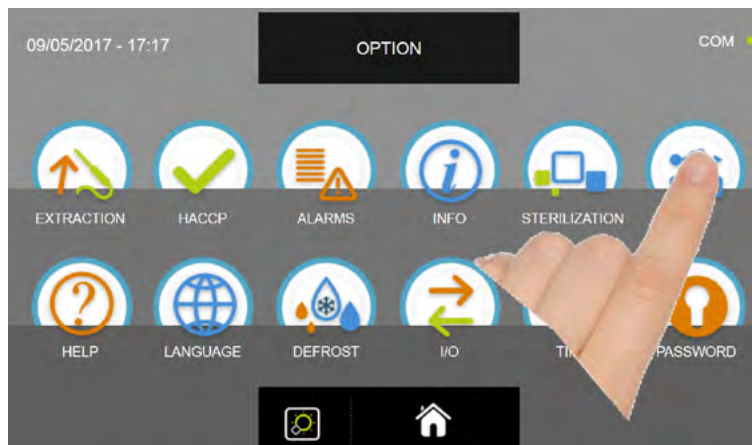 09/05/2017 - 17:17
OPTION
COM
EXTRACTION
HACCP
ALARMS
INFO
STERILIZATION
HELP
LANGUAGE
DEFROST
I/O
PASSWORD